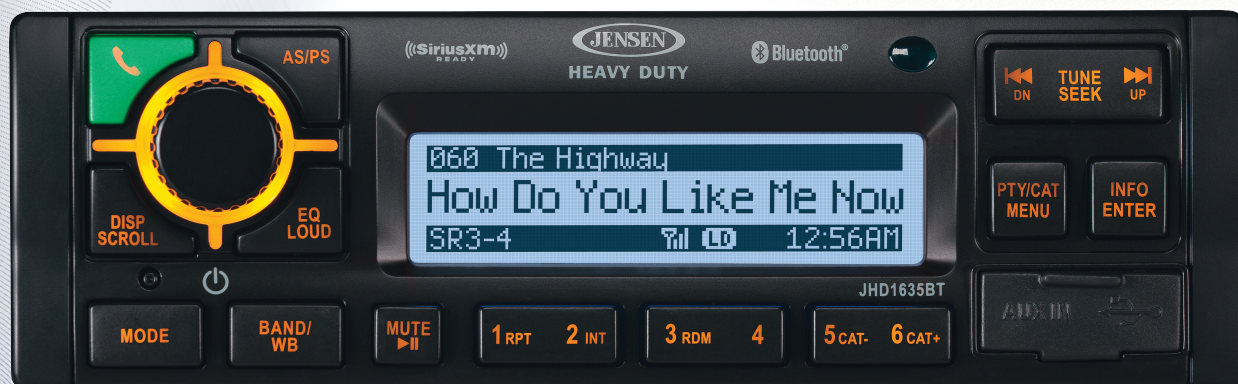 AS/PS
((SiriusXM))
READY
JENSEN
HEAVY DUTY
Bluetooth®
DN
TUNE
SEEK
UP
060 The Highway
How Do You Like Me Now
SR3-4
LD
12:56AM
DISP
SCROLL
EQ
LOUD
PTY/CAT
MENU
INFO
ENTER
JHD1635BT
AUX IN
MODE
BAND/
WB
MUTE
1 RPT
2 INT
3 RDM
4
5 CAT-
6 CAT+